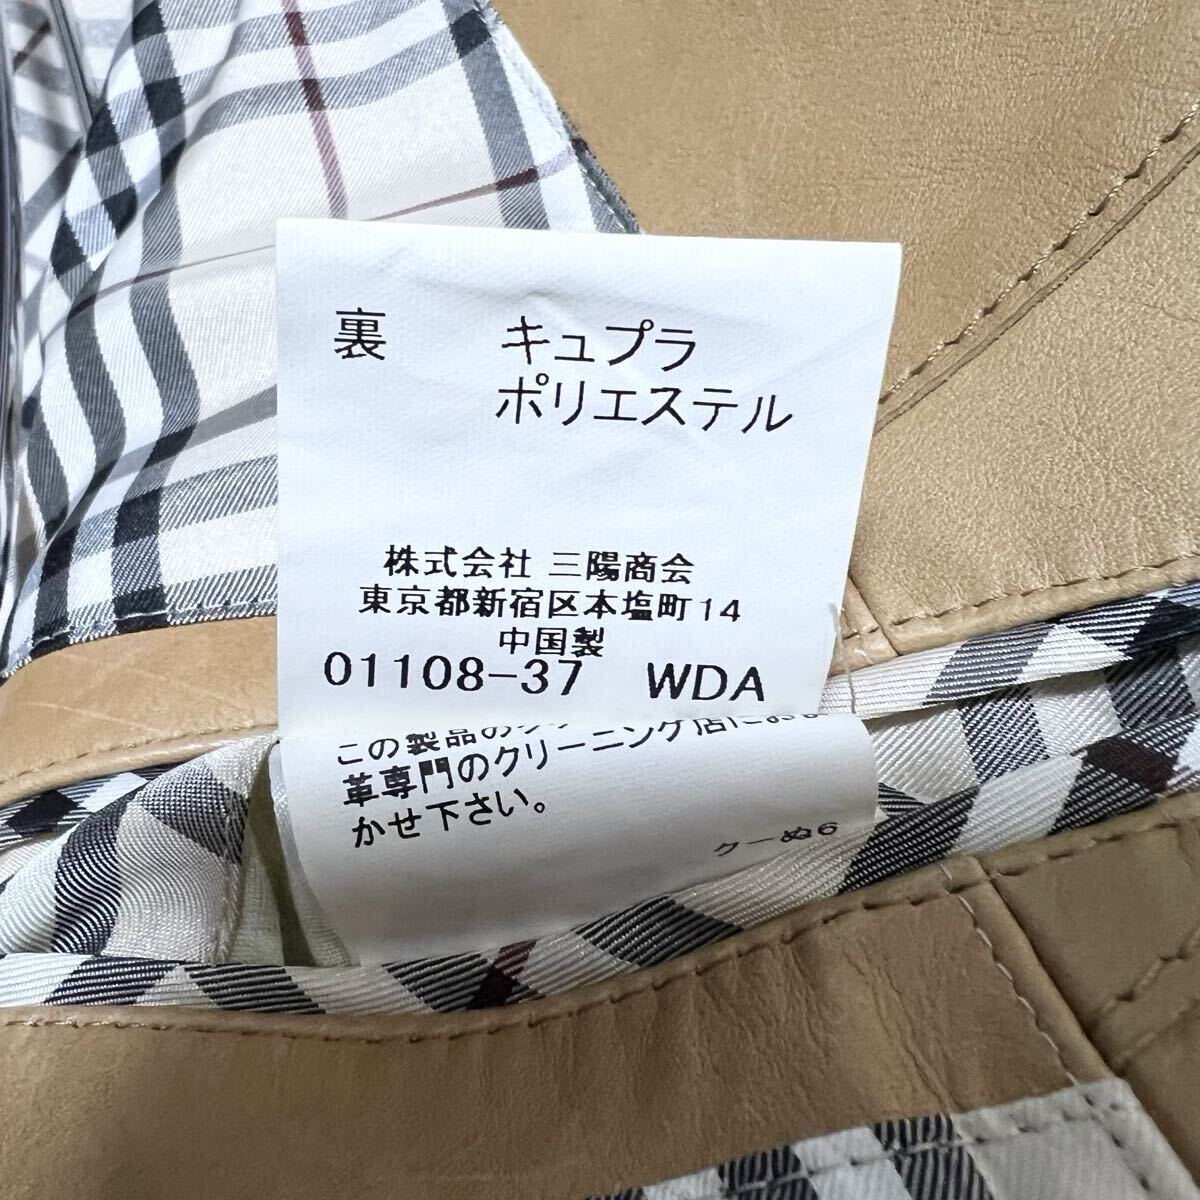 裏 キュプラ
ポリエステル
株式会社 三陽商会
東京都新宿区本塩町14
中国製
01108-37 WDA
この製品の
革専門のクリーニング店に
かせ下さい。
クーぬ6